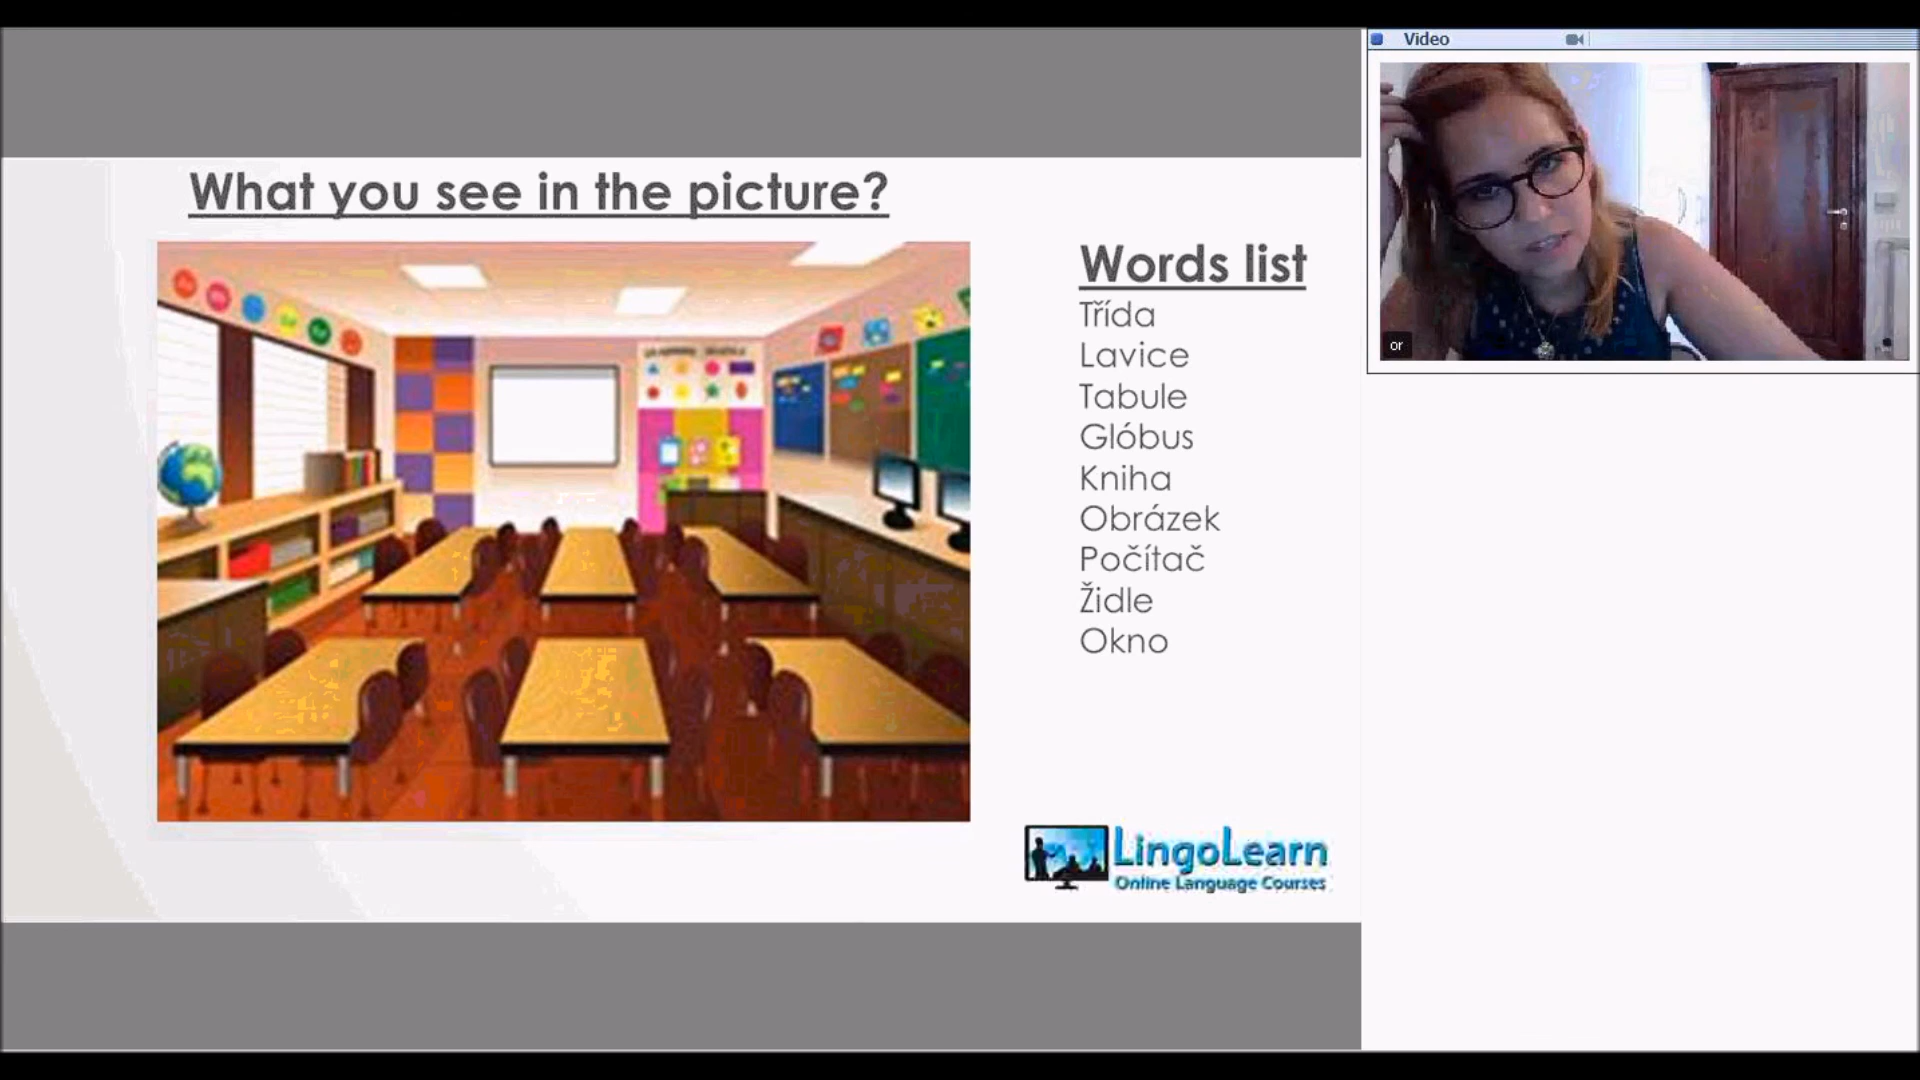 What you see in the picture?
Words list
Třída
Lavice
Tabule
Glóbus
Kniha
Obrázek
Počítač
Židle
Okno
LingoLearn
Online Language Courses
Video
or